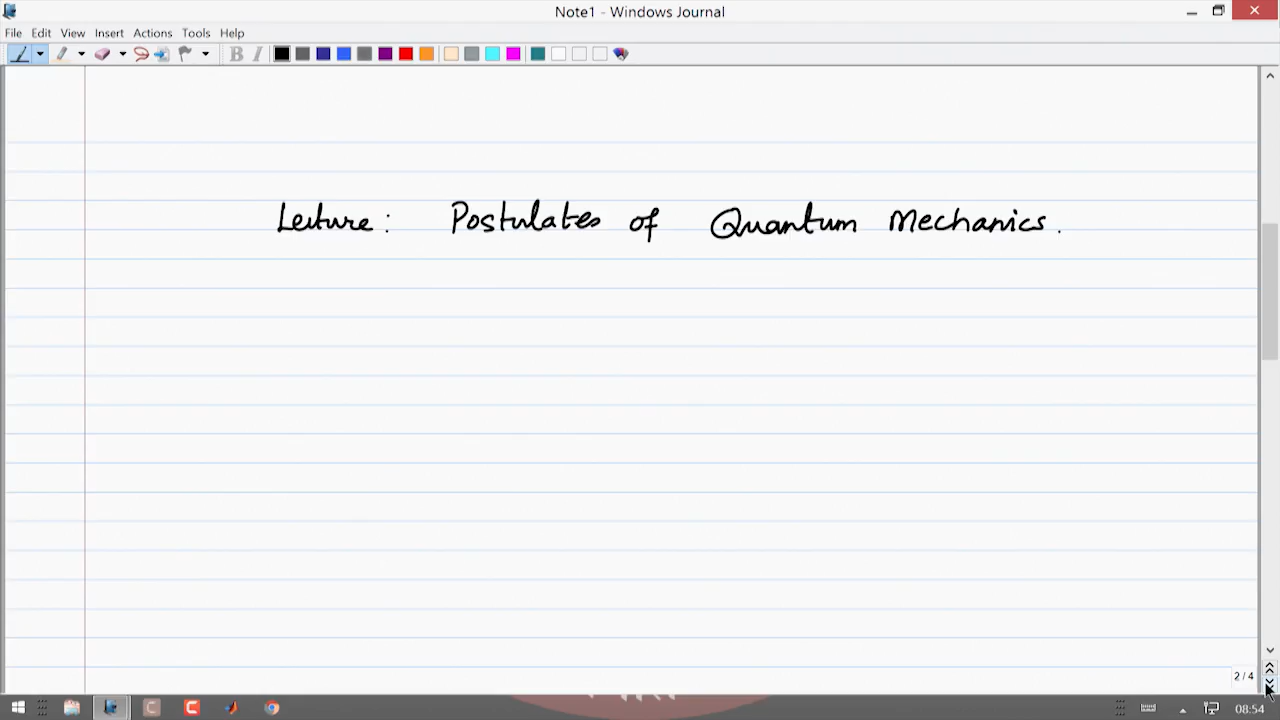 Note1 - Windows Journal
File Edit View Insert Actions Tools Help
B I
Lecture: Postulates of Quantum Mechanics.
2 / 4
08:54